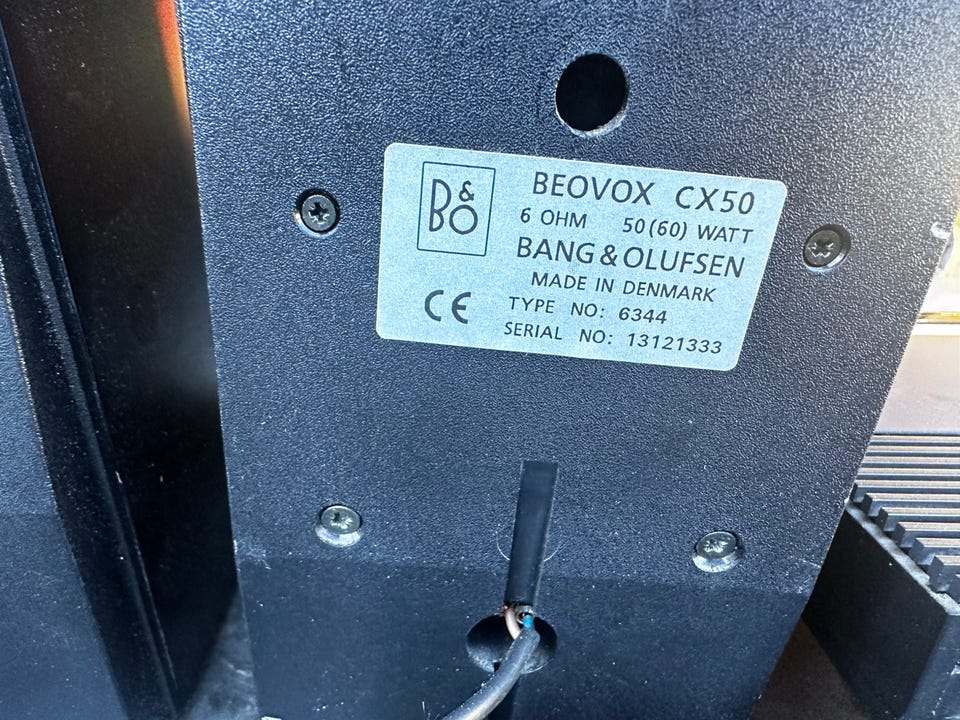 B&O
BEOVOX CX50
6 OHM 50(60) WATT
BANG & OLUFSEN
MADE IN DENMARK
CE
TYPE NO: 6344
SERIAL NO: 13121333